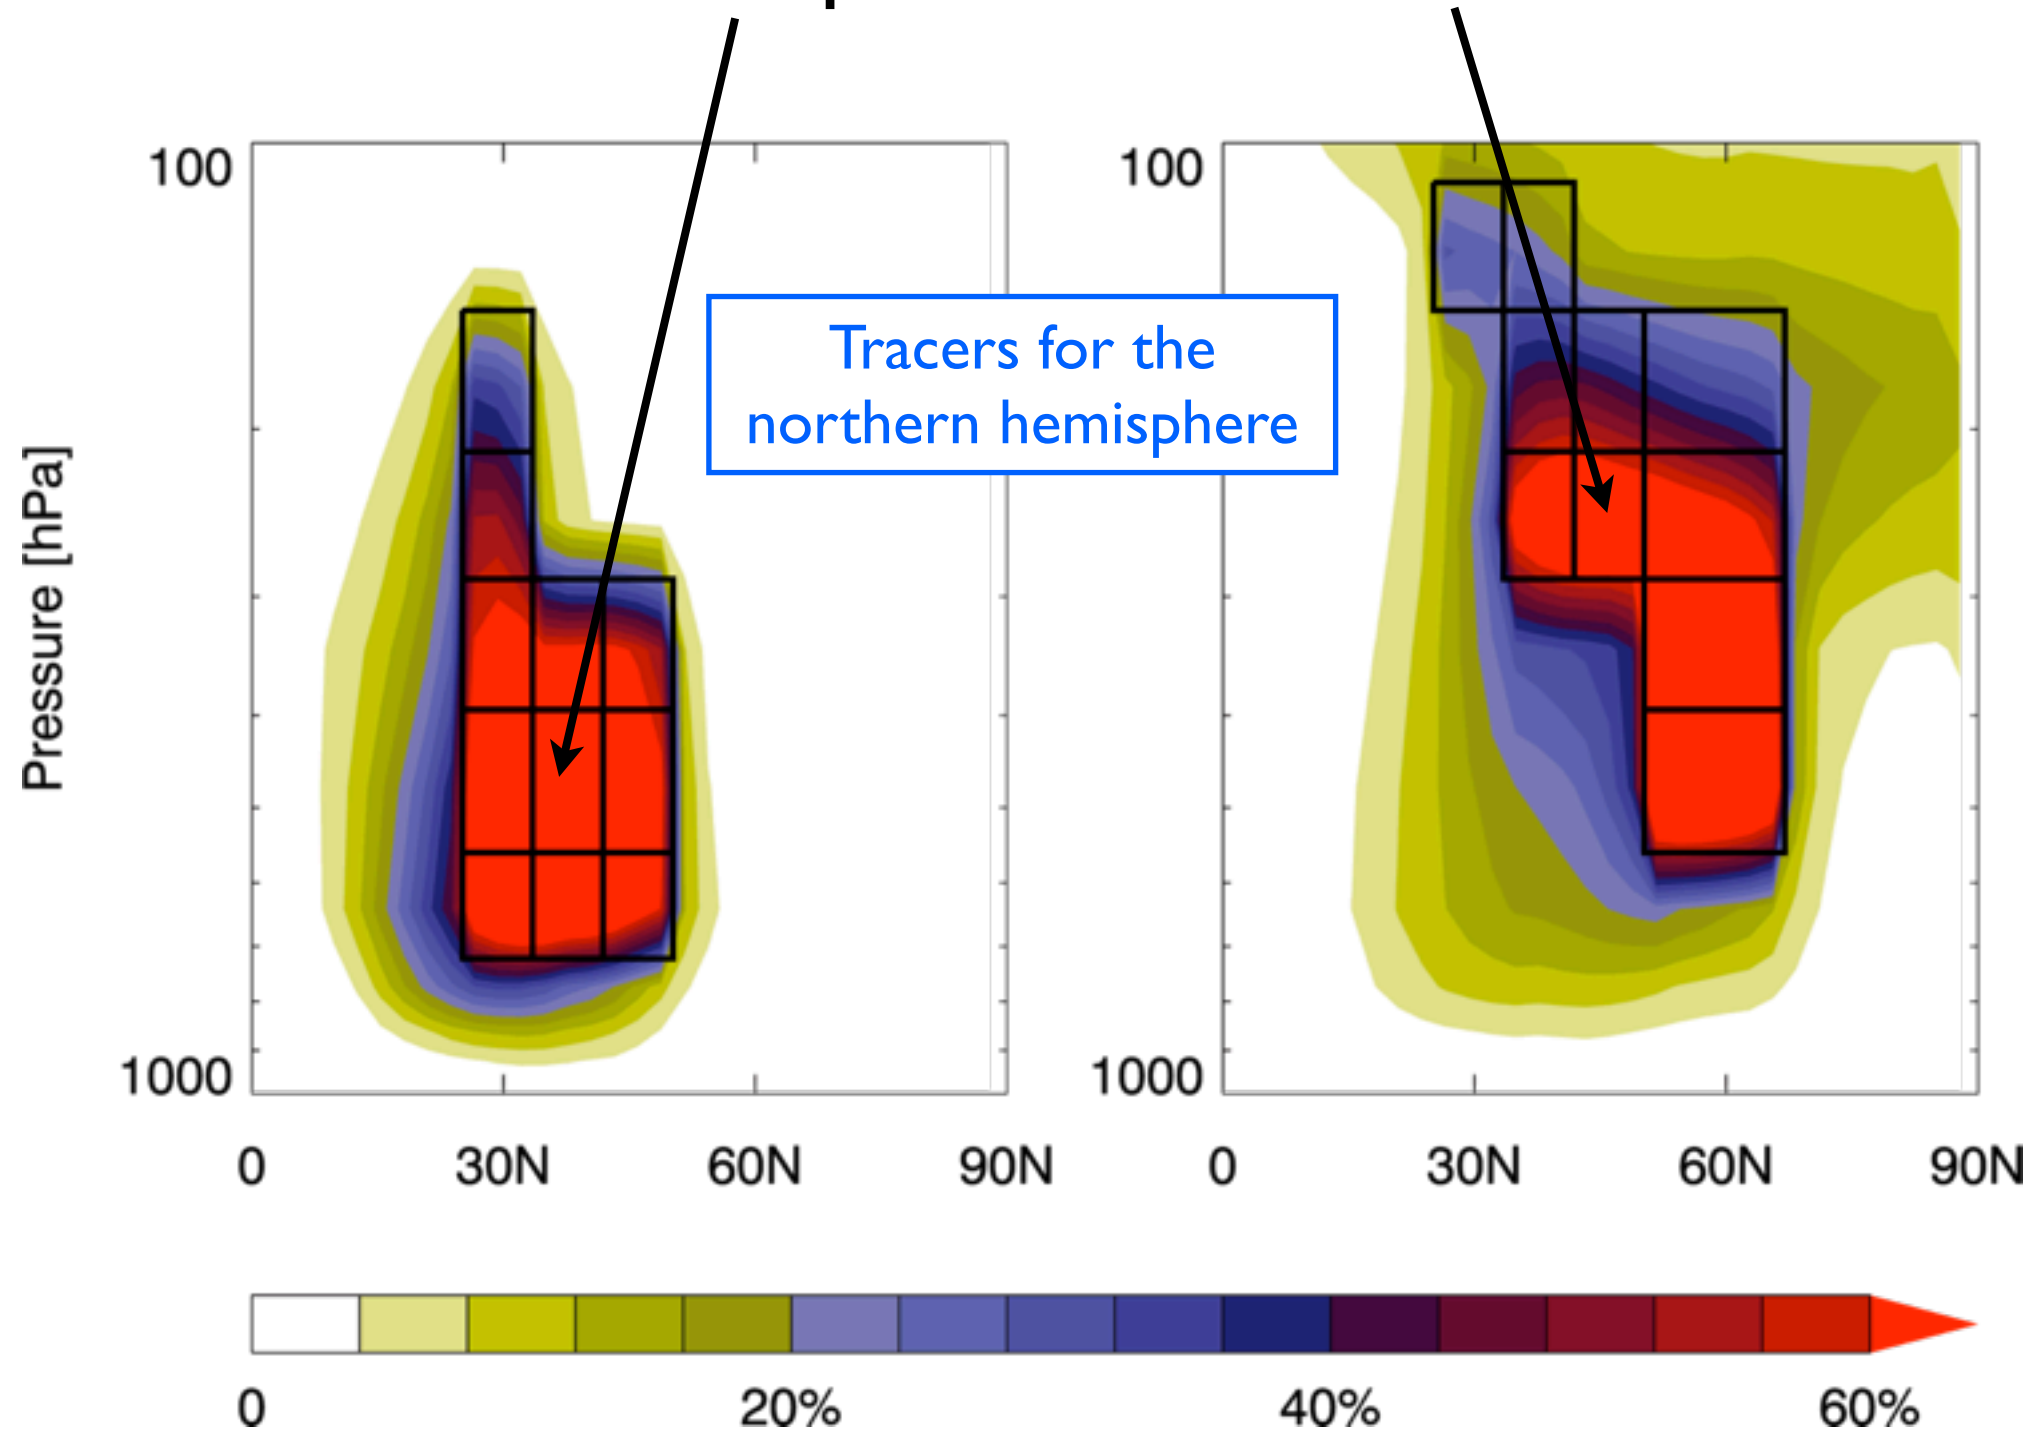 100
100
Tracers for the
northern hemisphere
Pressure [hPa]
1000
1000
0 30N 60N 90N
0 30N 60N 90N
0 20% 40% 60%